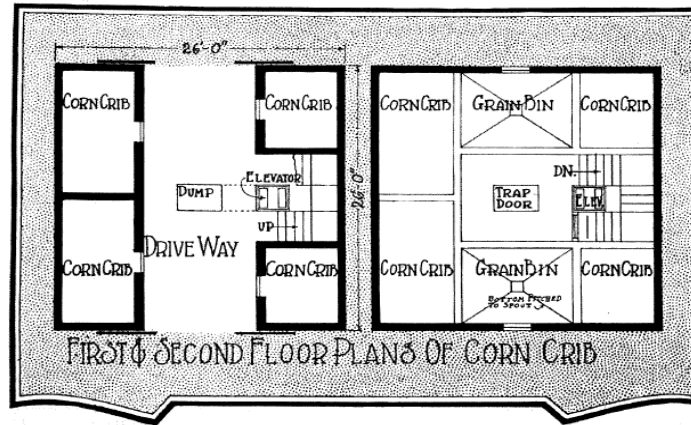 26'-0"
CORN CRIB
CORN CRIB
CORN CRIB
GRAIN BIN
CORN CRIB
ELEVATOR
DN.
DUMP
TRAP
DOOR
ELEV.
26'-0"
UP
DRIVE WAY
CORN CRIB
CORN CRIB
CORN CRIB
GRAIN BIN
CORN CRIB
BOTTOM PITCHED
TO SPOUT
FIRST & SECOND FLOOR PLANS OF CORN CRIB